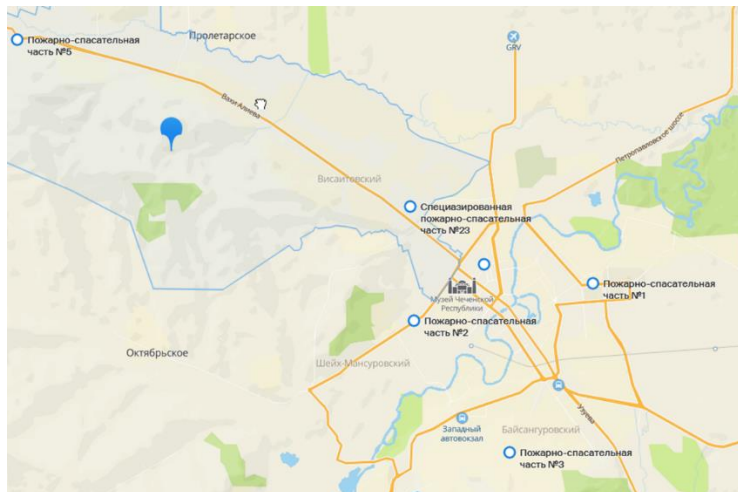 Пролетарское
Пожарно-спасательная
часть №5
GRV
Вахи Алиева
Петропавловское шоссе
Висаитовский
Специазированная
пожарно-спасательная
часть №23
Пожарно-спасательная
часть №1
Музей Чеченской
Республики
Пожарно-спасательная
часть №2
Октябрьское
Шейх-Мансуровский
Узуева
Западный
автовокзал
Байсангуровский
Пожарно-спасательная
часть №3